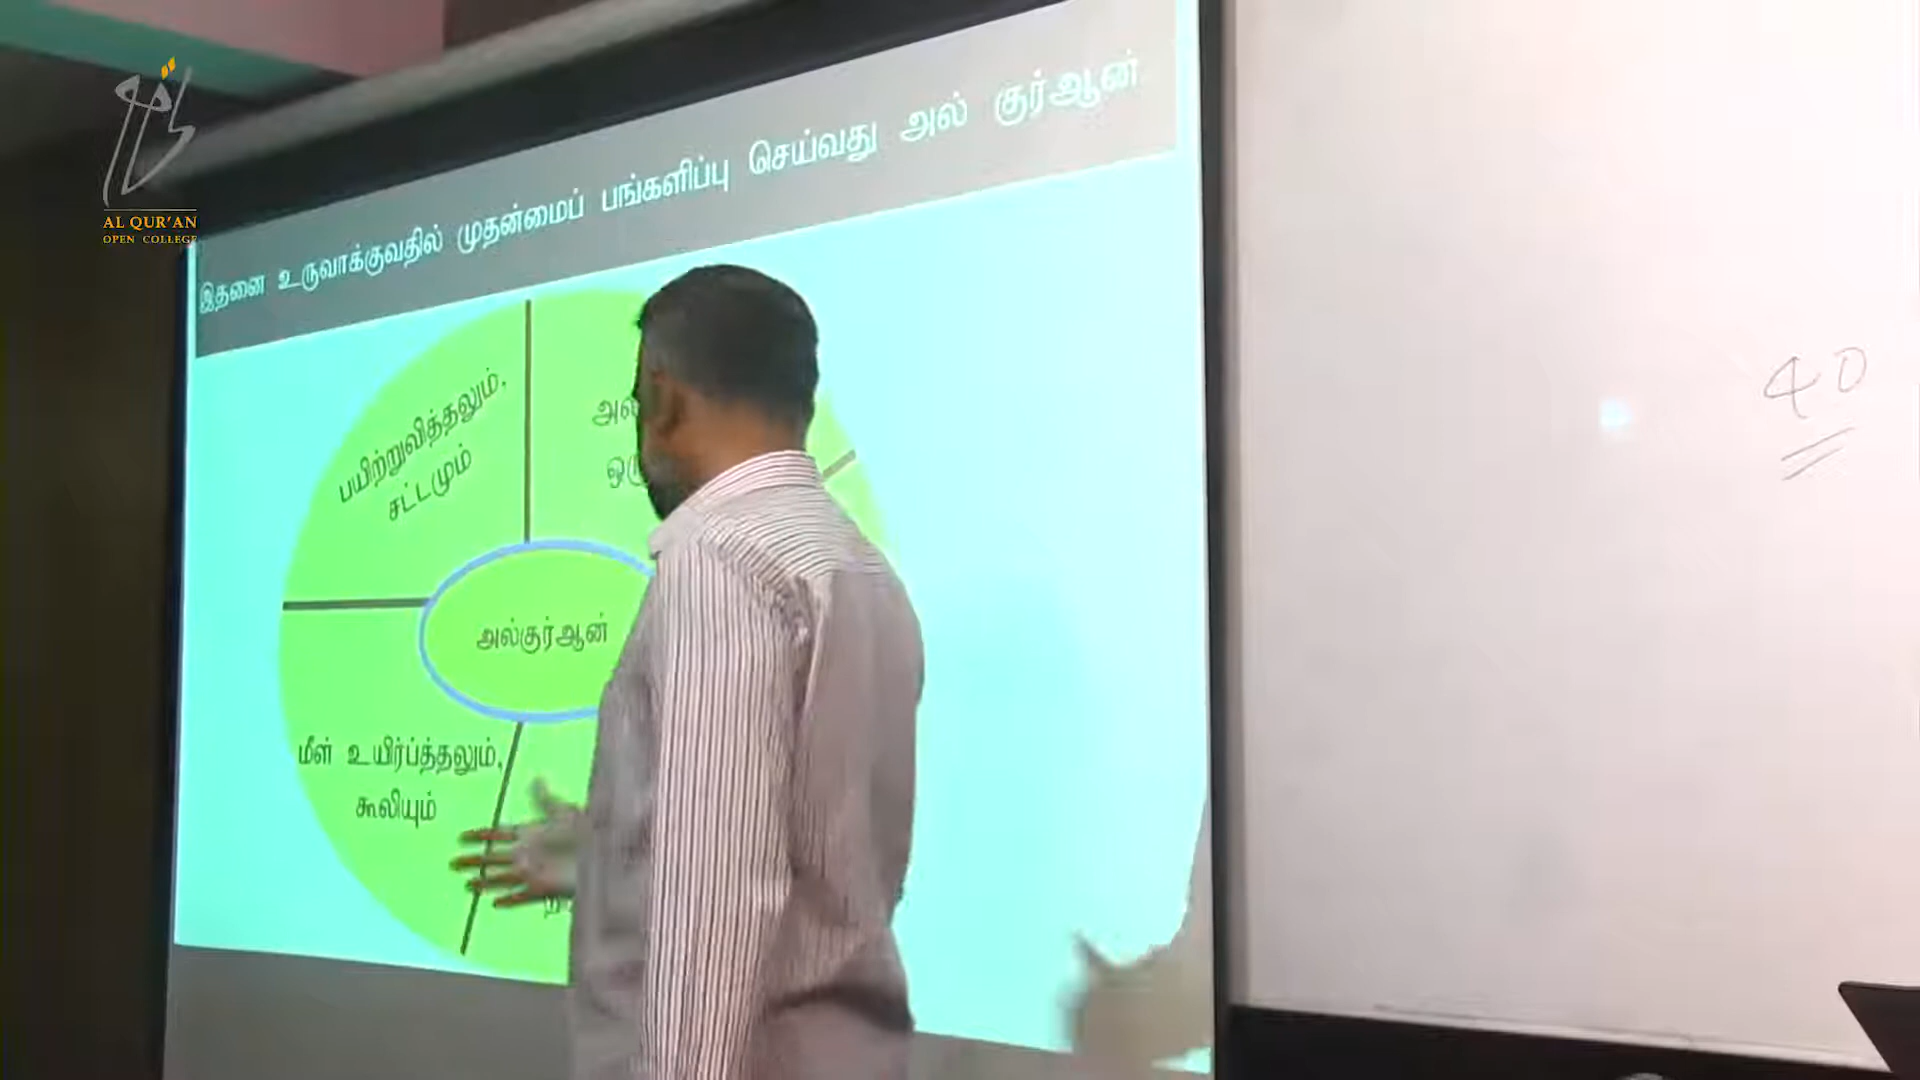 AL QUR'AN
OPEN COLLEGE
இதனை உருவாக்குவதில் முதன்மைப் பங்களிப்பு செய்வது அல் குர்ஆன்
பயிற்றுவித்தலும்,
சட்டமும்
அல்குர்ஆன்
மீள் உயிர்ப்த்தலும்,
கூலியும்
40